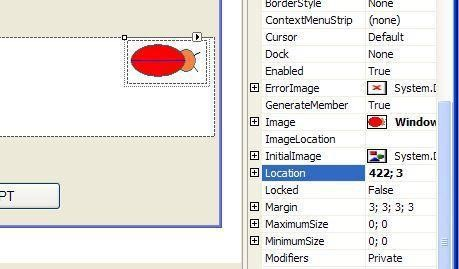 BorderStyle None
ContextMenuStrip (none)
Cursor Default
Dock None
Enabled True
ErrorImage System.D
GenerateMember True
Image Window
ImageLocation
InitialImage System.D
Location 422; 3
Locked False
Margin 3; 3; 3; 3
MaximumSize 0; 0
MinimumSize 0; 0
Modifiers Private
PT